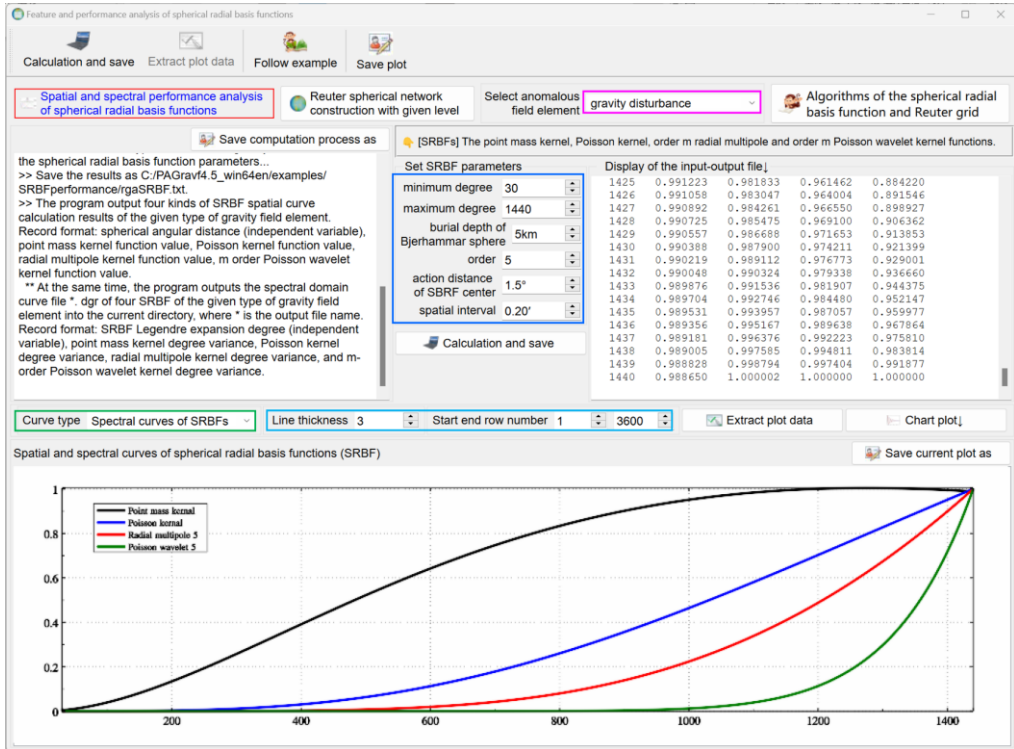 Feature and performance analysis of spherical radial basis functions
Calculation and save
Extract plot data
Follow example
Save plot
Spatial and spectral performance analysis
of spherical radial basis functions
Reuter spherical network
construction with given level
Select anomalous
field element
gravity disturbance
Algorithms of the spherical radial
basis function and Reuter grid
Save computation process as
[SRBFs] The point mass kernel, Poisson kernel, order m radial multipole and order m Poisson wavelet kernel functions.
the spherical radial basis function parameters...
>> Save the results as C:/PAGravf4.5_win64en/examples/
SRBFperformance/rgaSRBF.txt.
>> The program output four kinds of SRBF spatial curve
calculation results of the given type of gravity field element.
Record format: spherical angular distance (independent variable),
point mass kernel function value, Poisson kernel function value,
radial multipole kernel function value, m order Poisson wavelet
kernel function value.
** At the same time, the program outputs the spectral domain
curve file *. dgr of four SRBF of the given type of gravity field
element into the current directory, where * is the output file name.
Record format: SRBF Legendre expansion degree (independent
variable), point mass kernel degree variance, Poisson kernel
degree variance, radial multipole kernel degree variance, and m-
order Poisson wavelet kernel degree variance.
Set SRBF parameters
minimum degree 30
maximum degree 1440
burial depth of
Bjerhammar sphere 5km
order 5
action distance
of SBRF center 1.5°
spatial interval 0.20′
Calculation and save
Display of the input-output file↓
1425 0.991223 0.981833 0.961462 0.884220
1426 0.991058 0.983047 0.964004 0.891546
1427 0.990892 0.984261 0.966550 0.898927
1428 0.990725 0.985475 0.969100 0.906362
1429 0.990557 0.986688 0.971653 0.913853
1430 0.990388 0.987900 0.974211 0.921399
1431 0.990219 0.989112 0.976773 0.929001
1432 0.990048 0.990324 0.979338 0.936660
1433 0.989876 0.991536 0.981907 0.944375
1434 0.989704 0.992746 0.984480 0.952147
1435 0.989531 0.993957 0.987057 0.959977
1436 0.989356 0.995167 0.989638 0.967864
1437 0.989181 0.996376 0.992223 0.975810
1438 0.989005 0.997585 0.994811 0.983814
1439 0.988828 0.998794 0.997404 0.991877
1440 0.988650 1.000002 1.000000 1.000000
Curve type Spectral curves of SRBFs
Line thickness 3
Start end row number 1 3600
Extract plot data
Chart plot↓
Spatial and spectral curves of spherical radial basis functions (SRBF)
Save current plot as
Point mass kernal
Poisson kernal
Radial multipole 5
Poisson wavelet 5
1
0.8
0.6
0.4
0.2
0
200 400 600 800 1000 1200 1400